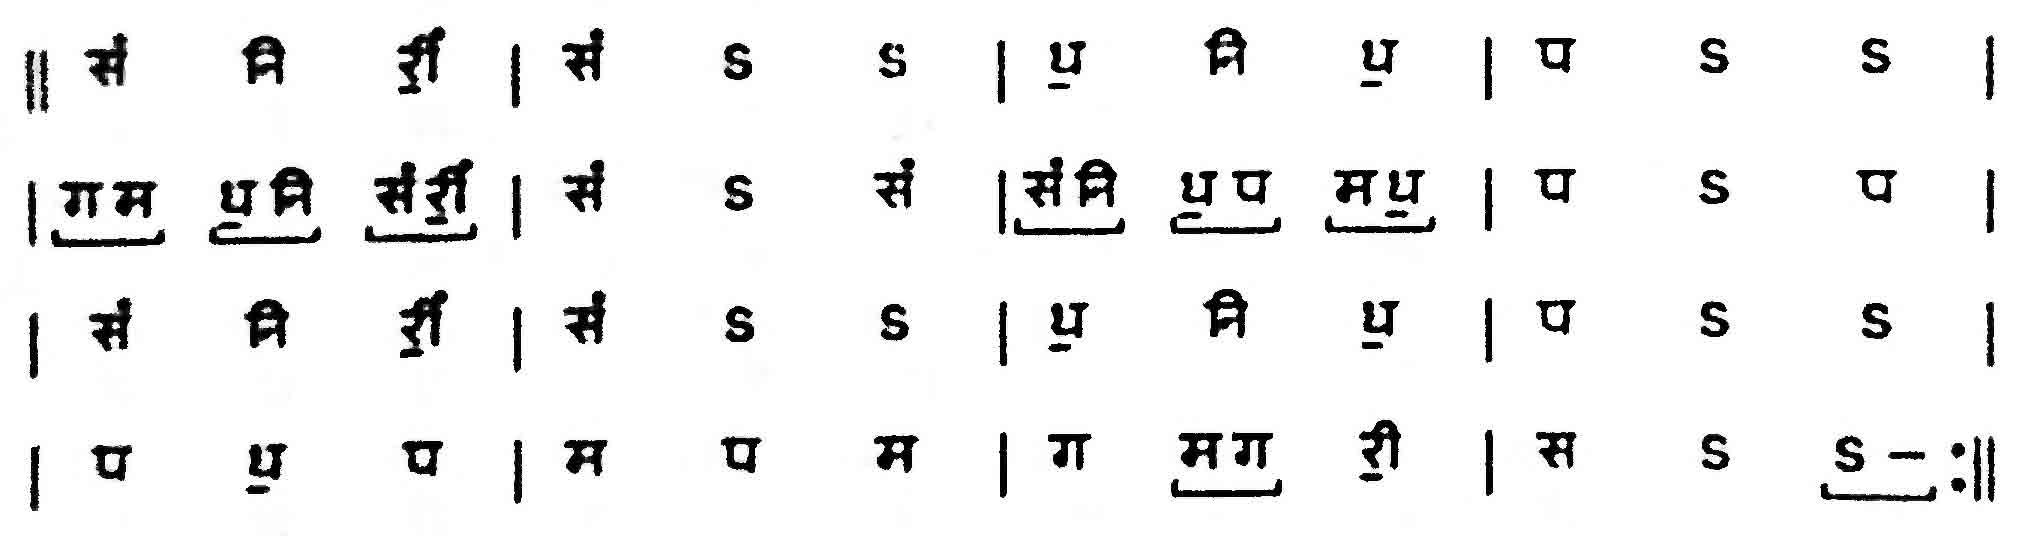 ॥ सं नि री॒ं | सं ऽ ऽ | ध॒ नि ध॒ | प ऽ ऽ |
| गम ध॒नि संरी॒ं | सं ऽ सं | संनि ध॒प मध॒ | प ऽ प |
| सं नि री॒ं | सं ऽ ऽ | ध॒ नि ध॒ | प ऽ ऽ |
| प ध॒ प | म प म | ग मग री॒ | स ऽ ऽ– :॥